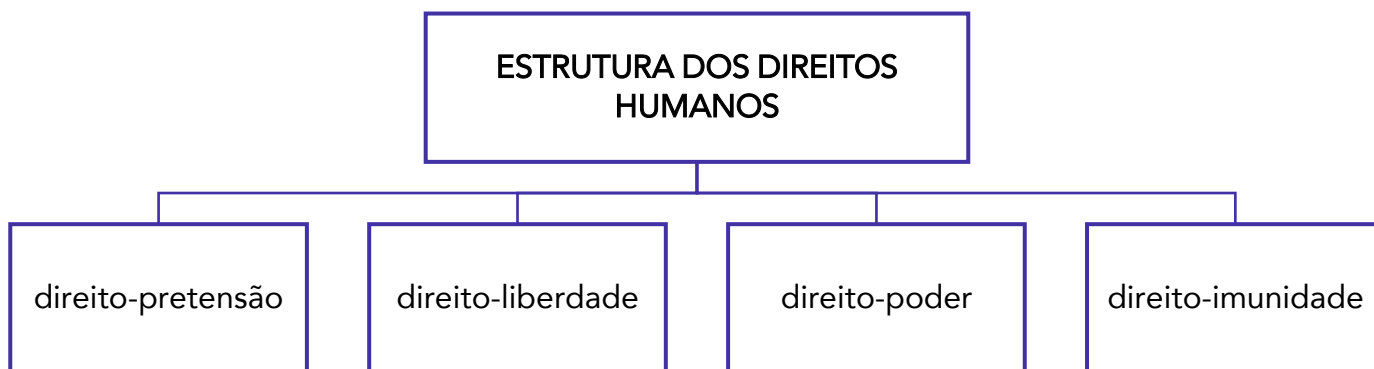 ESTRUTURA DOS DIREITOS
HUMANOS
direito-pretensão
direito-liberdade
direito-poder
direito-imunidade